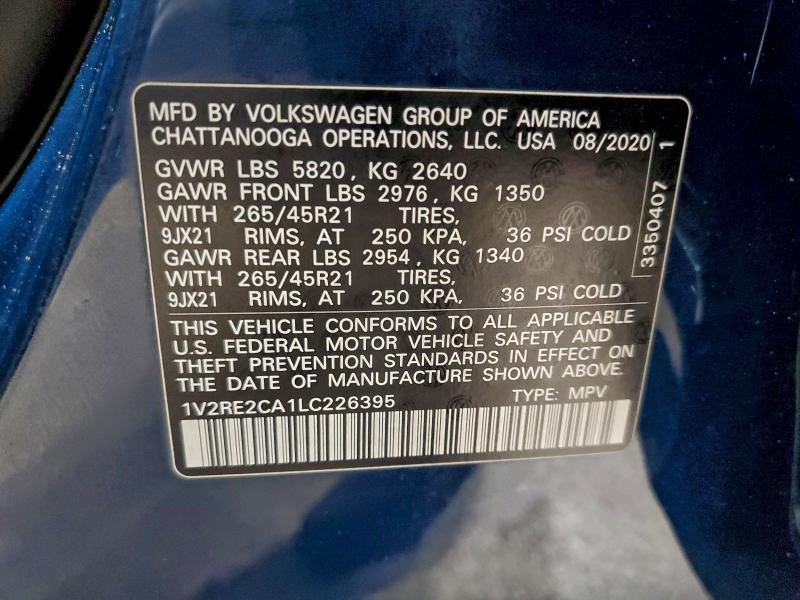 MFD BY VOLKSWAGEN GROUP OF AMERICA
CHATTANOOGA OPERATIONS, LLC. USA 08/2020
GVWR LBS 5820, KG 2640
GAWR FRONT LBS 2976, KG 1350
WITH 265/45R21 TIRES,
9JX21 RIMS, AT 250 KPA, 36 PSI COLD
GAWR REAR LBS 2954, KG 1340
WITH 265/45R21 TIRES,
9JX21 RIMS, AT 250 KPA, 36 PSI COLD
THIS VEHICLE CONFORMS TO ALL APPLICABLE
U.S. FEDERAL MOTOR VEHICLE SAFETY AND
THEFT PREVENTION STANDARDS IN EFFECT ON
DATE OF MANUFACTURE SHOWN ABOVE.
1V2RE2CA1LC226395 TYPE: MPV
3350407 1